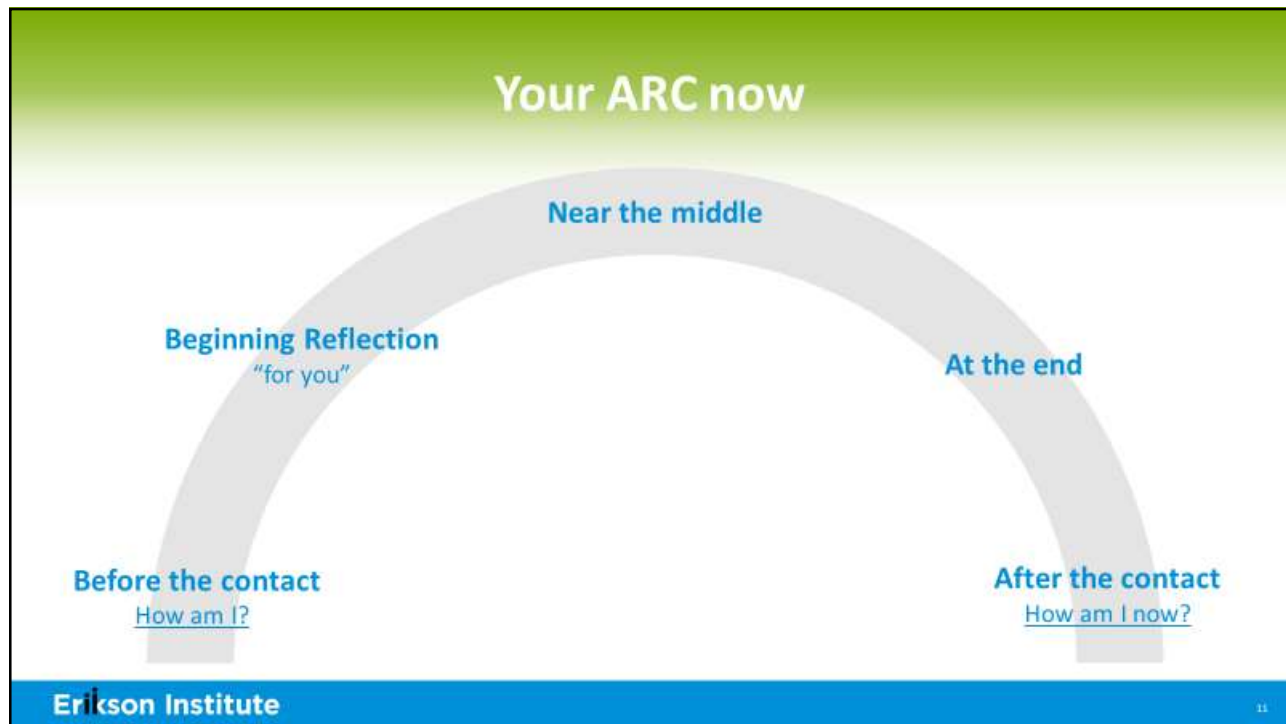 Your ARC now
Near the middle
Beginning Reflection
“for you”
At the end
Before the contact
How am I?
After the contact
How am I now?
Erikson Institute
11